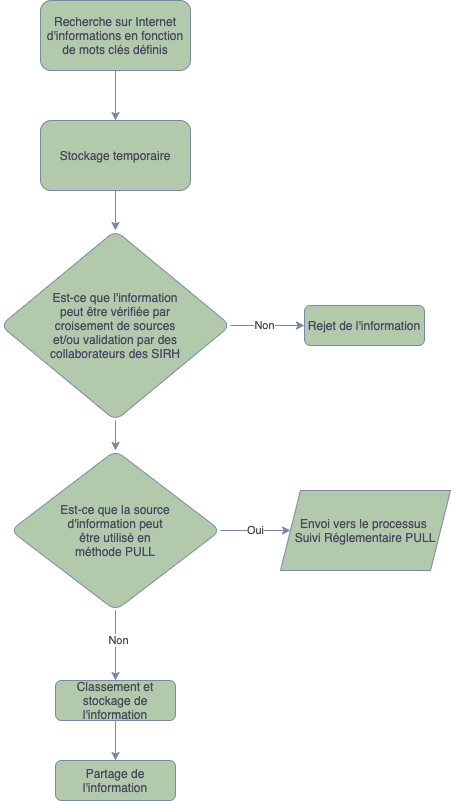 Recherche sur Internet
d'informations en fonction
de mots clés définis
Stockage temporaire
Est-ce que l'information
peut être vérifiée par
croisement de sources
et/ou validation par des
collaborateurs des SIRH
Non
Rejet de l'information
Est-ce que la source
d'information peut
être utilisé en
méthode PULL
Oui
Envoi vers le processus
Suivi Réglementaire PULL
Non
Classement et
stockage de
l'information
Partage de
l'information